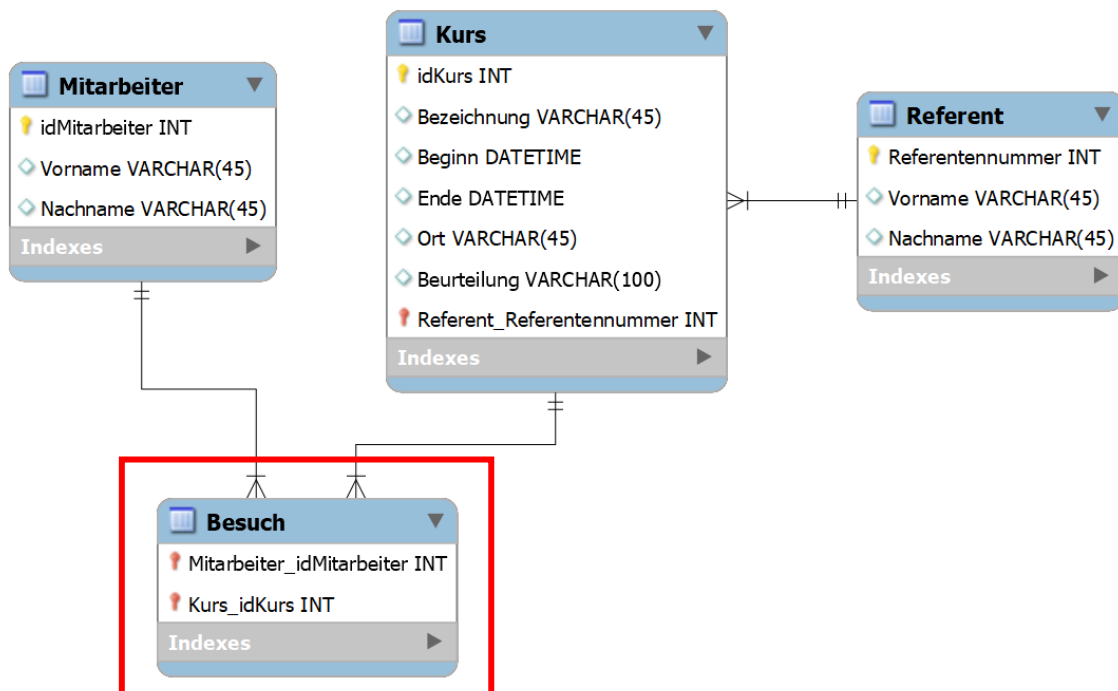 Mitarbeiter
idMitarbeiter INT
Vorname VARCHAR(45)
Nachname VARCHAR(45)
Indexes
Kurs
idKurs INT
Bezeichnung VARCHAR(45)
Beginn DATETIME
Ende DATETIME
Ort VARCHAR(45)
Beurteilung VARCHAR(100)
Referent_Referentennummer INT
Indexes
Referent
Referentennummer INT
Vorname VARCHAR(45)
Nachname VARCHAR(45)
Indexes
Besuch
Mitarbeiter_idMitarbeiter INT
Kurs_idKurs INT
Indexes